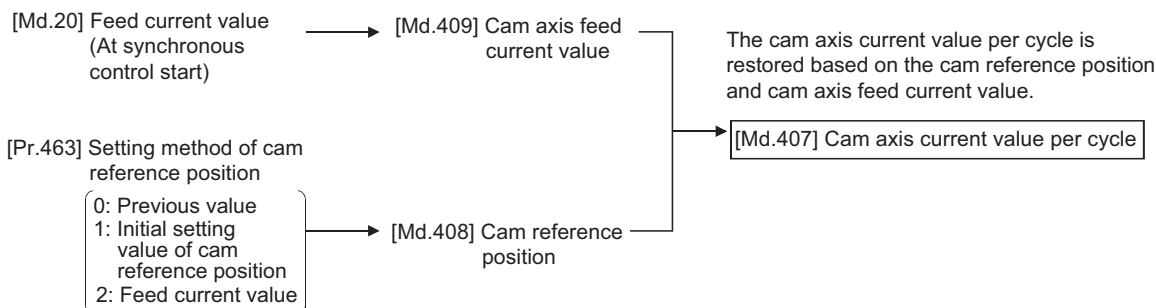 [Md.20] Feed current value
(At synchronous
control start)
[Md.409] Cam axis feed
current value
The cam axis current value per cycle is
restored based on the cam reference position
and cam axis feed current value.
[Md.407] Cam axis current value per cycle
[Pr.463] Setting method of cam
reference position
0: Previous value
1: Initial setting
value of cam
reference position
2: Feed current value
[Md.408] Cam reference
position